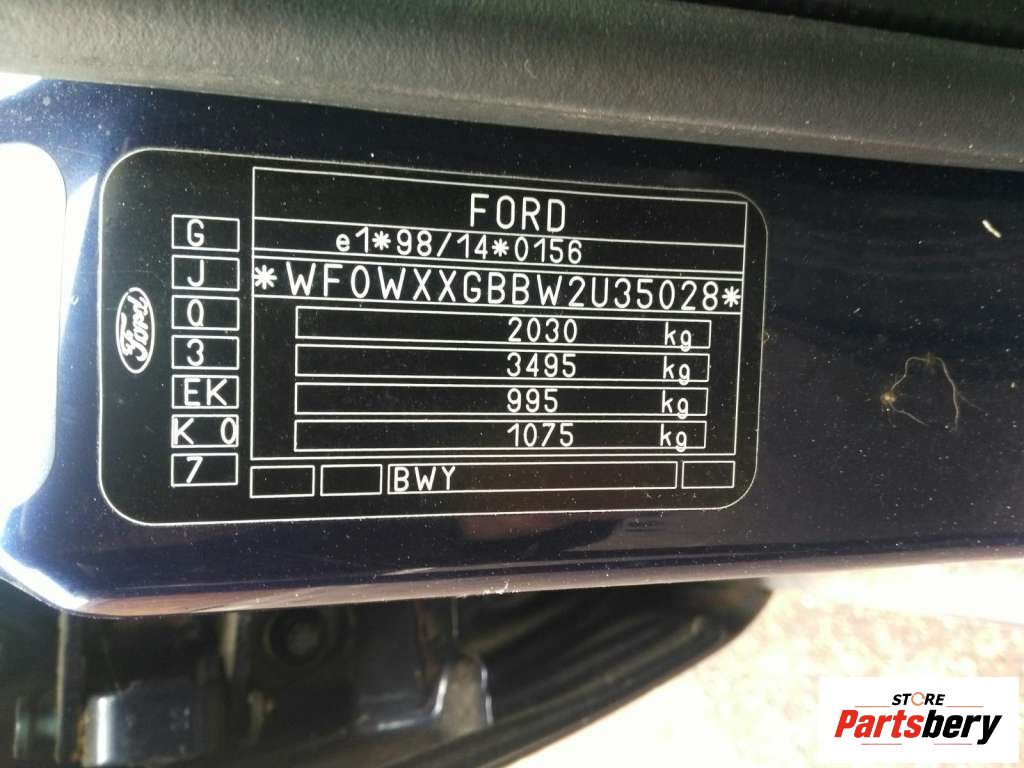 FORD
e1*98/14*0156
*WF0WXXGBBW2U35028*
2030 kg
3495 kg
995 kg
1075 kg
BWY
G
J
Q
3
EK
K 0
7
Ford
STORE
Partsbery